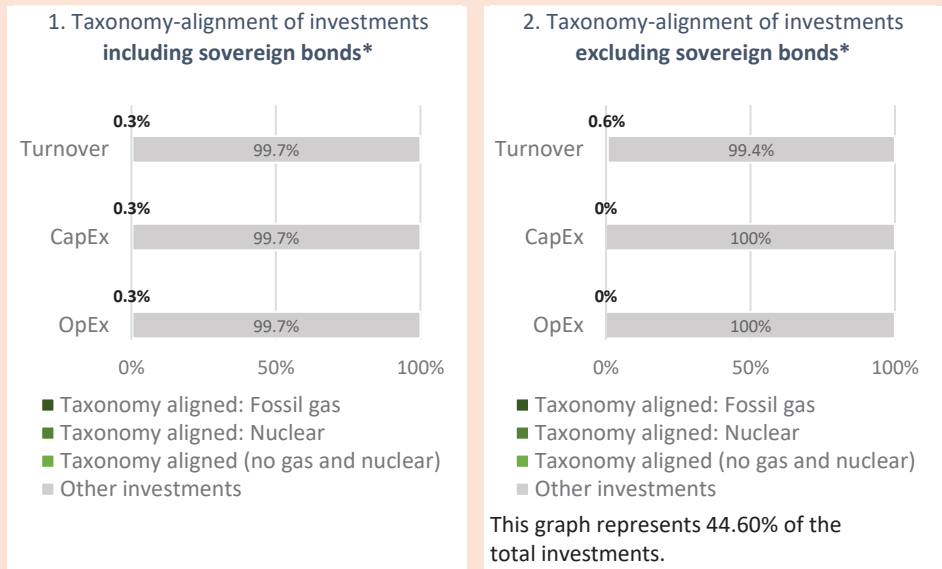 1. Taxonomy-alignment of investments
including sovereign bonds*
0.3%
Turnover
99.7%
0.3%
CapEx
99.7%
0.3%
OpEx
99.7%
0%
50%
100%
■ Taxonomy aligned: Fossil gas
■ Taxonomy aligned: Nuclear
■ Taxonomy aligned (no gas and nuclear)
■ Other investments
2. Taxonomy-alignment of investments
excluding sovereign bonds*
0.6%
Turnover
99.4%
0%
CapEx
100%
0%
OpEx
100%
0%
50%
100%
■ Taxonomy aligned: Fossil gas
■ Taxonomy aligned: Nuclear
■ Taxonomy aligned (no gas and nuclear)
■ Other investments
This graph represents 44.60% of the
total investments.